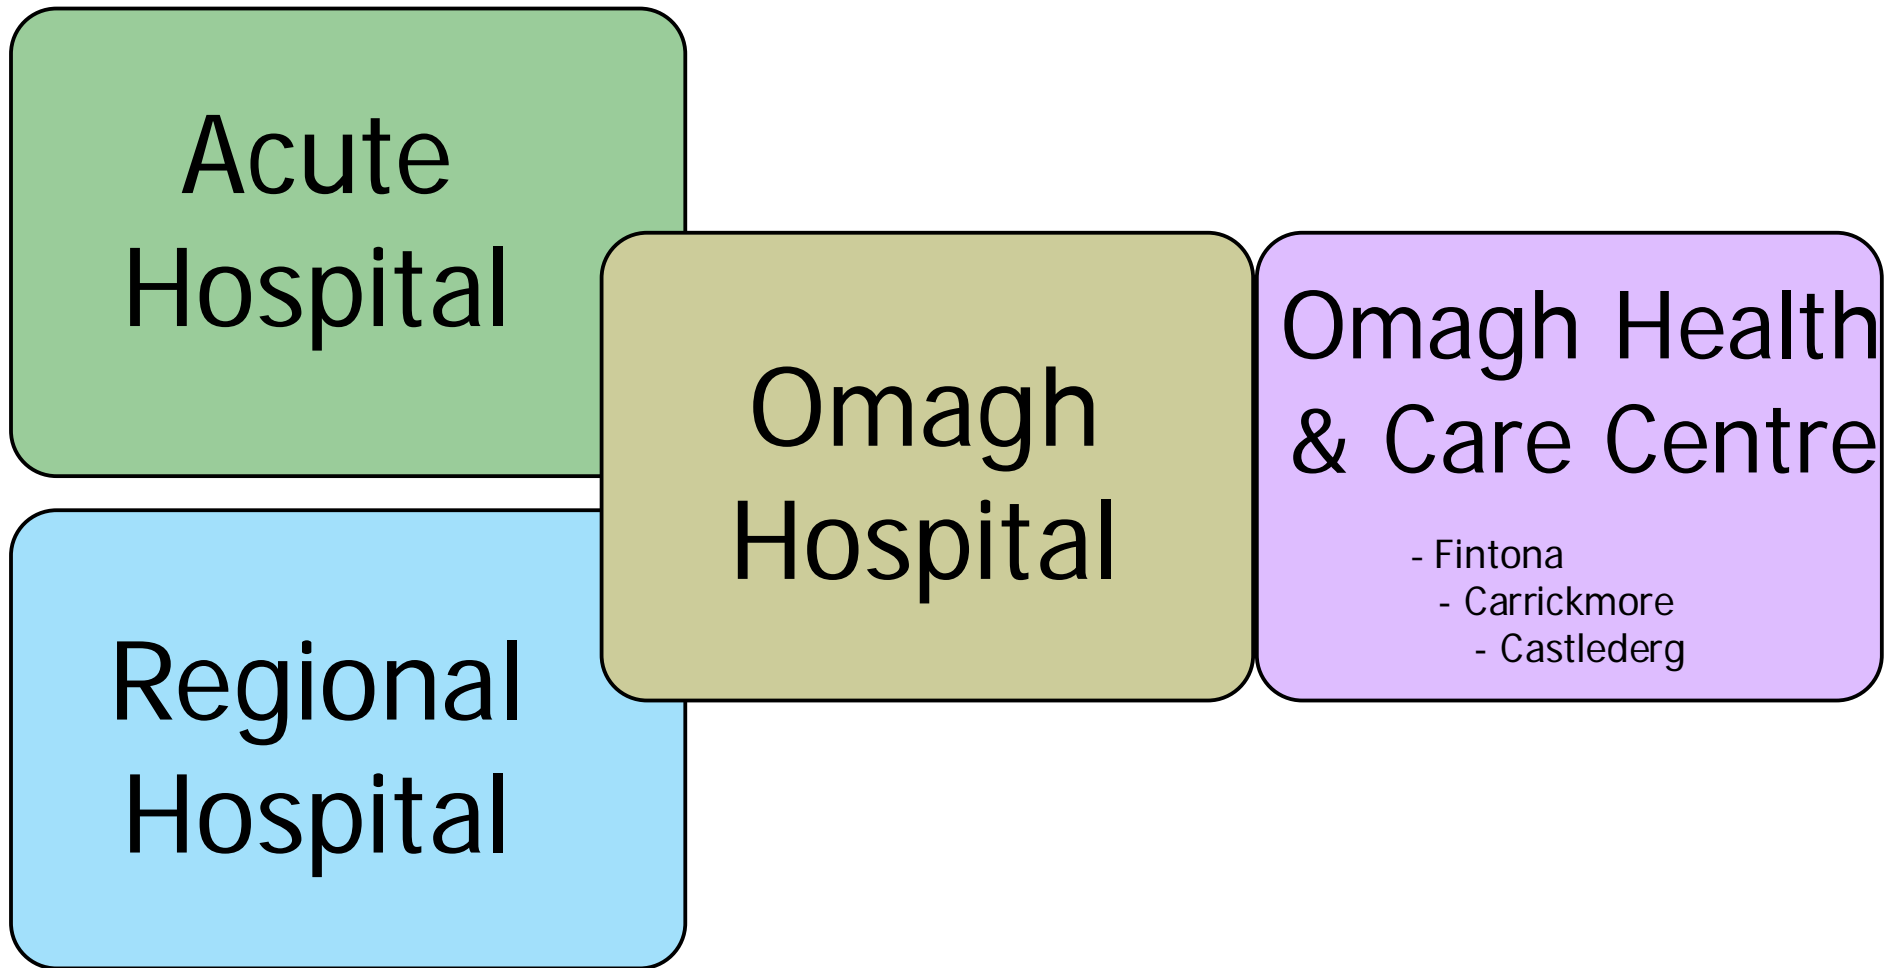 Acute
Hospital
Regional
Hospital
Omagh
Hospital
Omagh Health
& Care Centre
- Fintona
- Carrickmore
- Castlederg